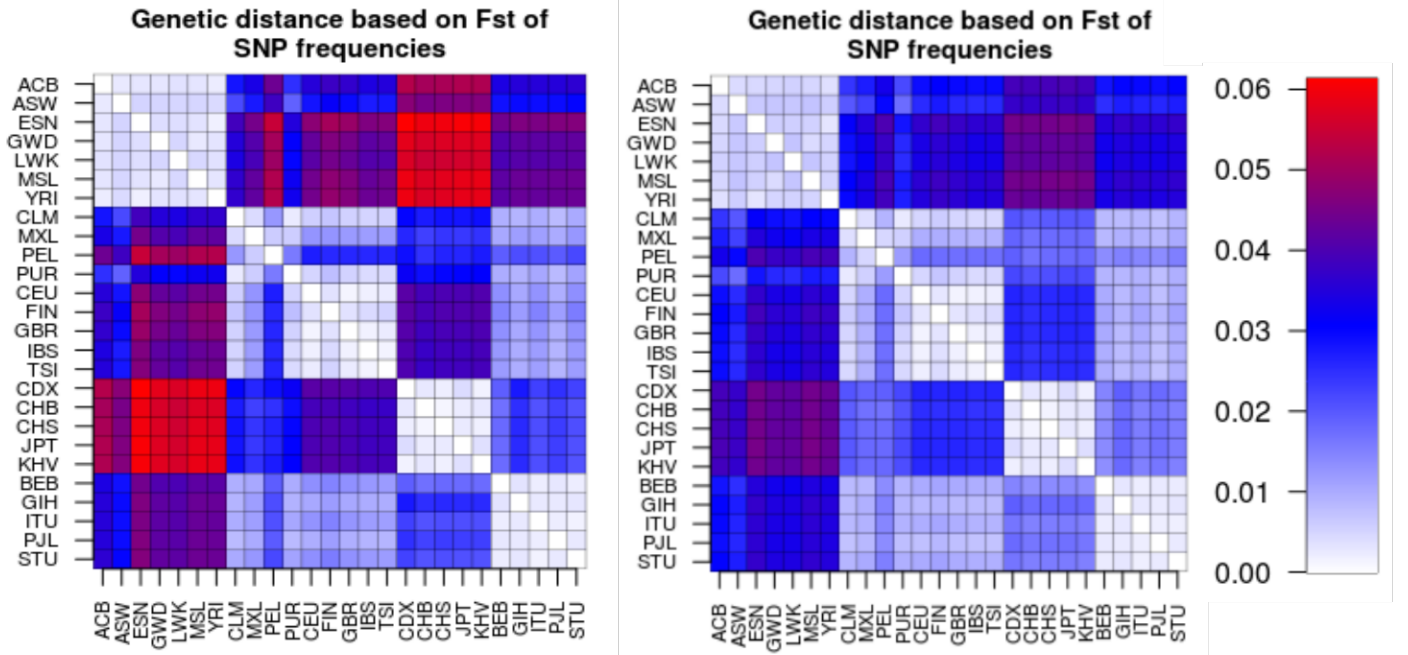 Genetic distance based on Fst of
SNP frequencies
ACB
ASW
ESN
GWD
LWK
MSL
YRI
CLM
MXL
PEL
PUR
CEU
FIN
GBR
IBS
TSI
CDX
CHB
CHS
JPT
KHV
BEB
GIH
ITU
PJL
STU
ACB ASW ESN GWD LWK MSL YRI CLM MXL PEL PUR CEU FIN GBR IBS TSI CDX CHB CHS JPT KHV BEB GIH ITU PJL STU
Genetic distance based on Fst of
SNP frequencies
ACB
ASW
ESN
GWD
LWK
MSL
YRI
CLM
MXL
PEL
PUR
CEU
FIN
GBR
IBS
TSI
CDX
CHB
CHS
JPT
KHV
BEB
GIH
ITU
PJL
STU
ACB ASW ESN GWD LWK MSL YRI CLM MXL PEL PUR CEU FIN GBR IBS TSI CDX CHB CHS JPT KHV BEB GIH ITU PJL STU
0.06
0.05
0.04
0.03
0.02
0.01
0.00